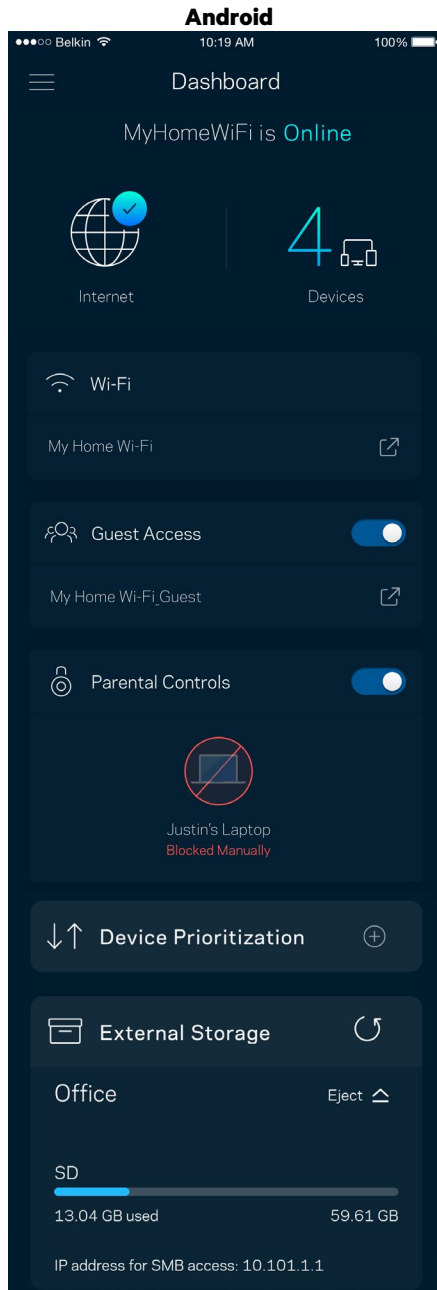 Android
Belkin 10:19 AM 100%
Dashboard
MyHomeWiFi is Online
4
Internet Devices
Wi-Fi
My Home Wi-Fi
Guest Access
My Home Wi-Fi_Guest
Parental Controls
Justin's Laptop
Blocked Manually
Device Prioritization
External Storage
Office Eject
SD
13.04 GB used 59.61 GB
IP address for SMB access: 10.101.1.1